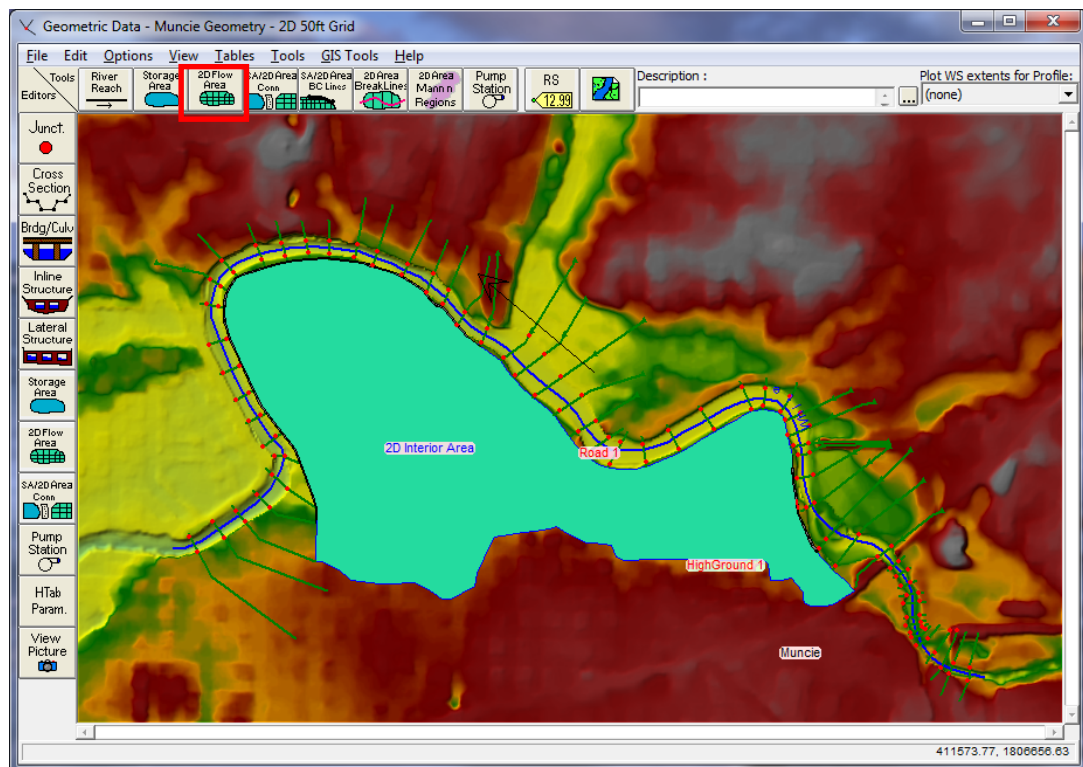 Geometric Data - Muncie Geometry - 2D 50ft Grid
File Edit Options View Tables Tools GIS Tools Help
Tools
Editors
River
Reach
Storage
Area
2D Flow
Area
SA/2D Area
Conn
SA/2D Area
BC Lines
2D Area
BreakLines
2D Area
Mann n
Regions
Pump
Station
RS
12.99
Description :
...
Plot WS extents for Profile:
(none)
Junct.
Cross
Section
Brdg/Culv
Inline
Structure
Lateral
Structure
Storage
Area
2D Flow
Area
SA/2D Area
Conn
Pump
Station
HTab
Param.
View
Picture
2D Interior Area
Road 1
HighGround 1
Muncie
411573.77, 1806656.63